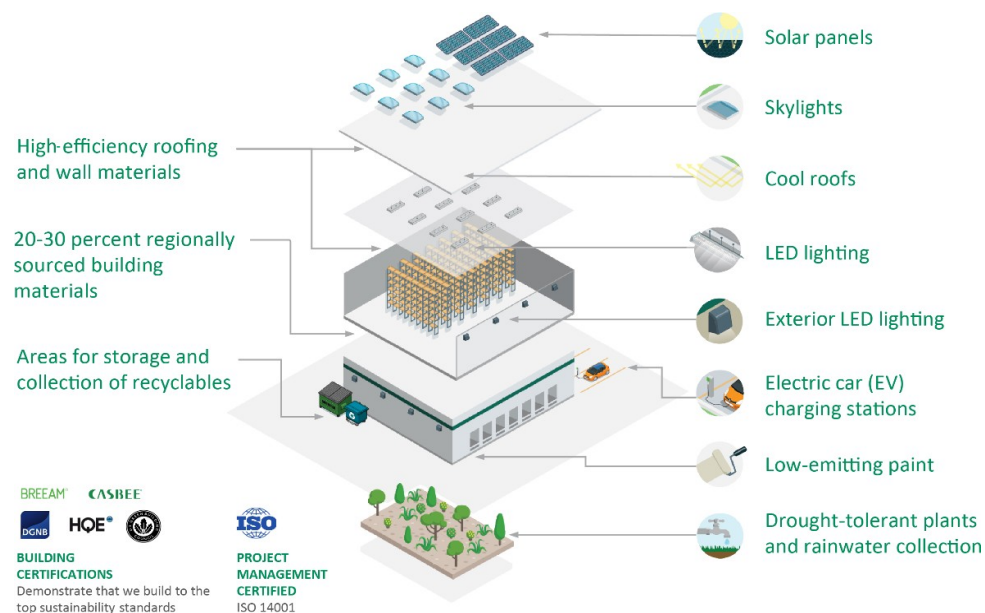 Solar panels
Skylights
High-efficiency roofing
and wall materials
Cool roofs
20-30 percent regionally
sourced building
materials
LED lighting
Exterior LED lighting
Areas for storage and
collection of recyclables
Electric car (EV)
charging stations
Low-emitting paint
Drought-tolerant plants
and rainwater collection
BREEAM®
CASBEE®
DGNB
HQE
ISO
BUILDING
CERTIFICATIONS
Demonstrate that we build to the
top sustainability standards
PROJECT
MANAGEMENT
CERTIFIED
ISO 14001